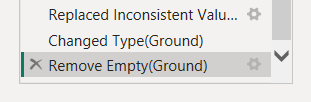 Replaced Inconsistent Valu...
Changed Type(Ground)
Remove Empty(Ground)